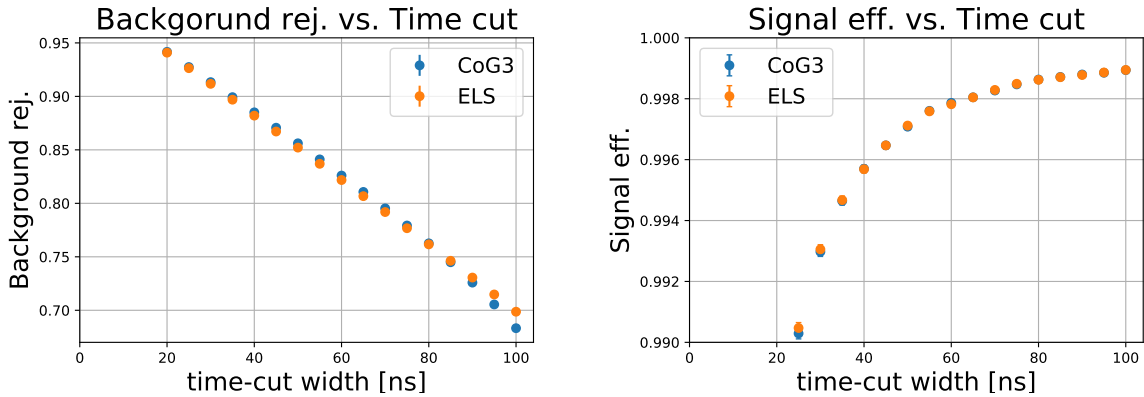 Backgorund rej. vs. Time cut
Background rej.
0.95
0.90
0.85
0.80
0.75
0.70
0
20
40
60
80
100
time-cut width [ns]
CoG3
ELS
Signal eff. vs. Time cut
Signal eff.
1.000
0.998
0.996
0.994
0.992
0.990
0
20
40
60
80
100
time-cut width [ns]
CoG3
ELS